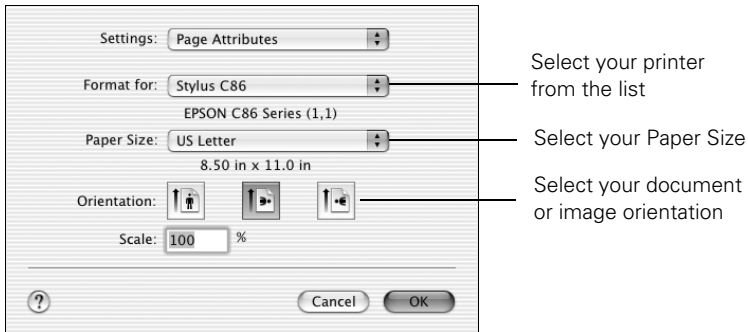 Settings: Page Attributes
Format for: Stylus C86
EPSON C86 Series (1,1)
Paper Size: US Letter
8.50 in x 11.0 in
Orientation:
Scale: 100 %
? Cancel OK
Select your printer
from the list
Select your Paper Size
Select your document
or image orientation